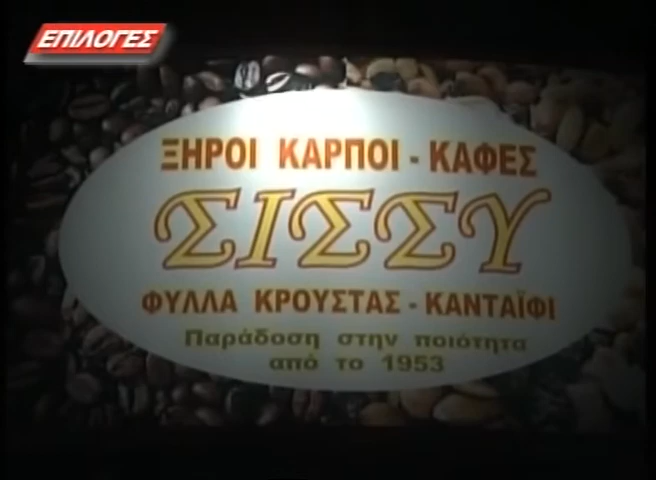 ΕΠΙΛΟΓΕΣ
ΞΗΡΟΙ ΚΑΡΠΟΙ - ΚΑΦΕΣ
ΣΙΣΣΥ
ΦΥΛΛΑ ΚΡΟΥΣΤΑΣ - ΚΑΝΤΑΪΦΙ
Παράδοση στην ποιότητα
από το 1953